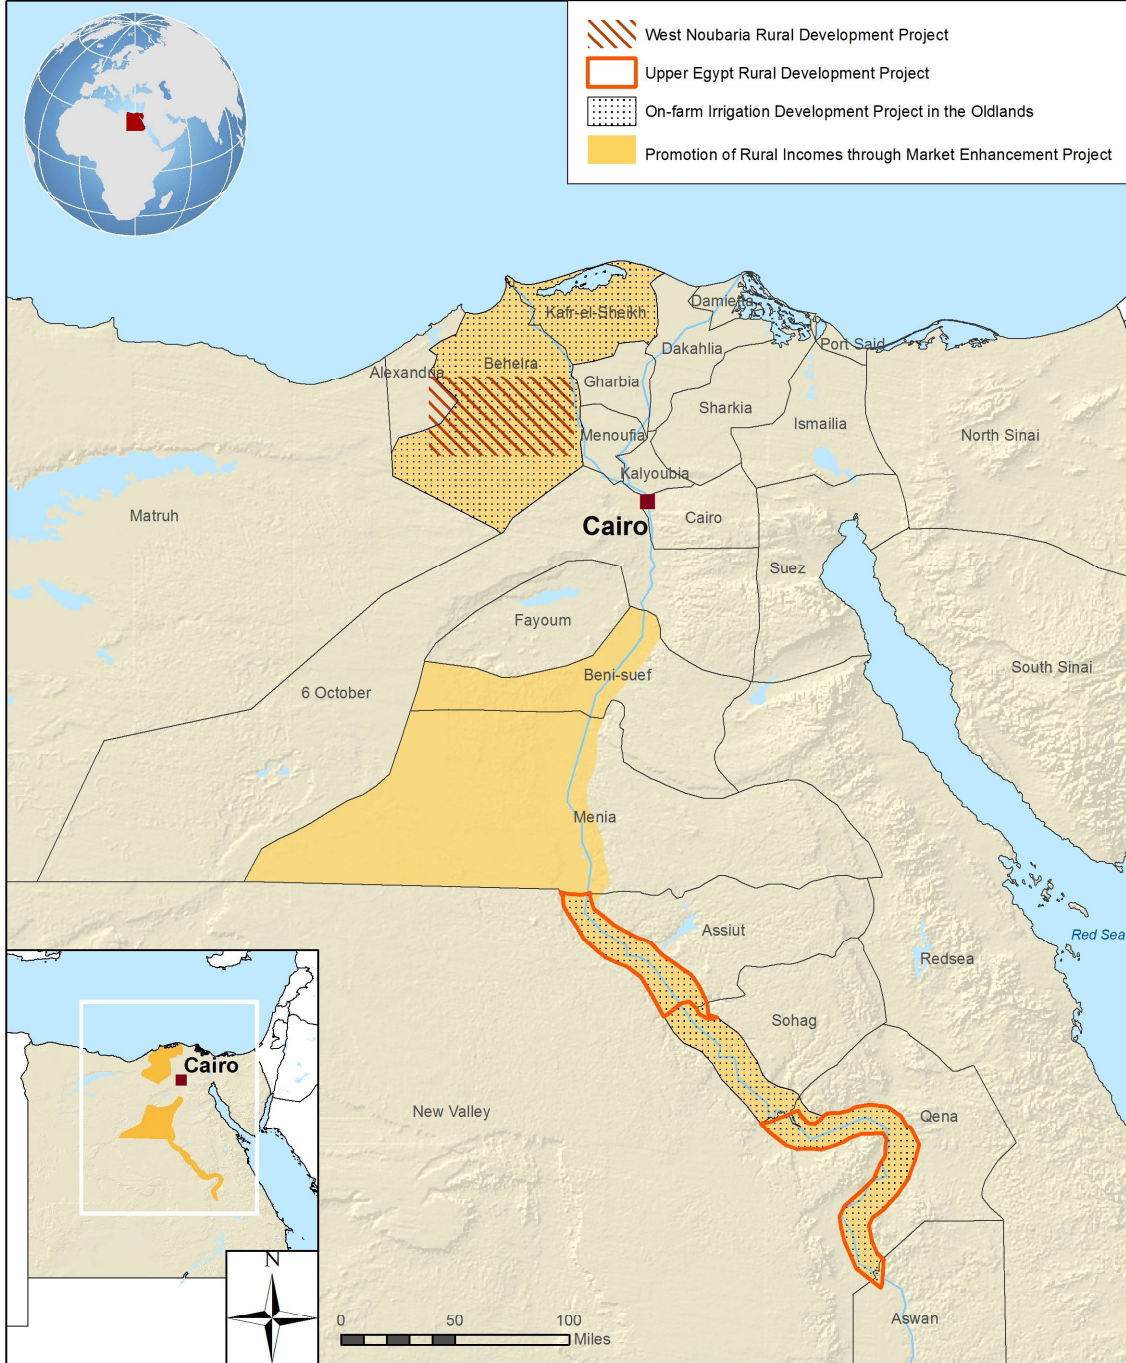 West Noubaria Rural Development Project
Upper Egypt Rural Development Project
On-farm Irrigation Development Project in the Oldlands
Promotion of Rural Incomes through Market Enhancement Project
Damietta
Kafr-el-Sheikh
Port Said
Dakahlia
Beheira
Alexandria
Gharbia
Sharkia
Ismailia
Menoufia
North Sinai
Kalyoubia
Matruh
Cairo
Cairo
Suez
Fayoum
South Sinai
Beni-suef
6 October
Menia
Assiut
Red Sea
Redsea
Sohag
Cairo
New Valley
Qena
N
Aswan
0 50 100
Miles